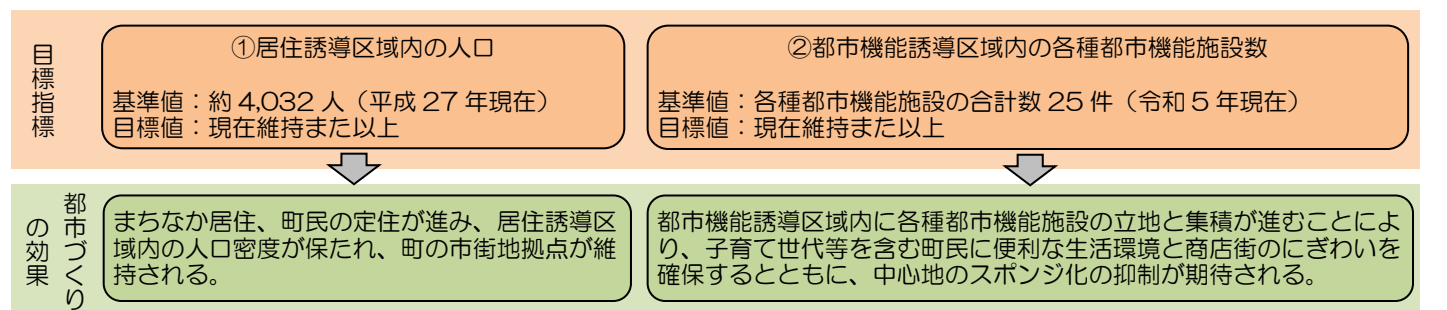 目標指標
①居住誘導区域内の人口
基準値：約 4,032 人（平成 27 年現在）
目標値：現在維持また以上
②都市機能誘導区域内の各種都市機能施設数
基準値：各種都市機能施設の合計数 25 件（令和 5 年現在）
目標値：現在維持また以上
都市づくり
の効果
まちなか居住、町民の定住が進み、居住誘導区
域内の人口密度が保たれ、町の市街地拠点が維
持される。
都市機能誘導区域内に各種都市機能施設の立地と集積が進むことによ
り、子育て世代等を含む町民に便利な生活環境と商店街のにぎわいを
確保するとともに、中心地のスポンジ化の抑制が期待される。